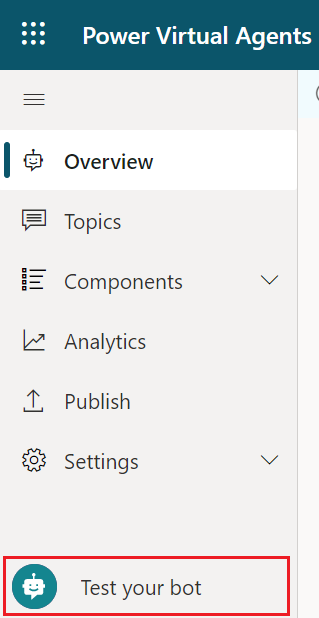 Power Virtual Agents
Overview
Topics
Components
Analytics
Publish
Settings
Test your bot